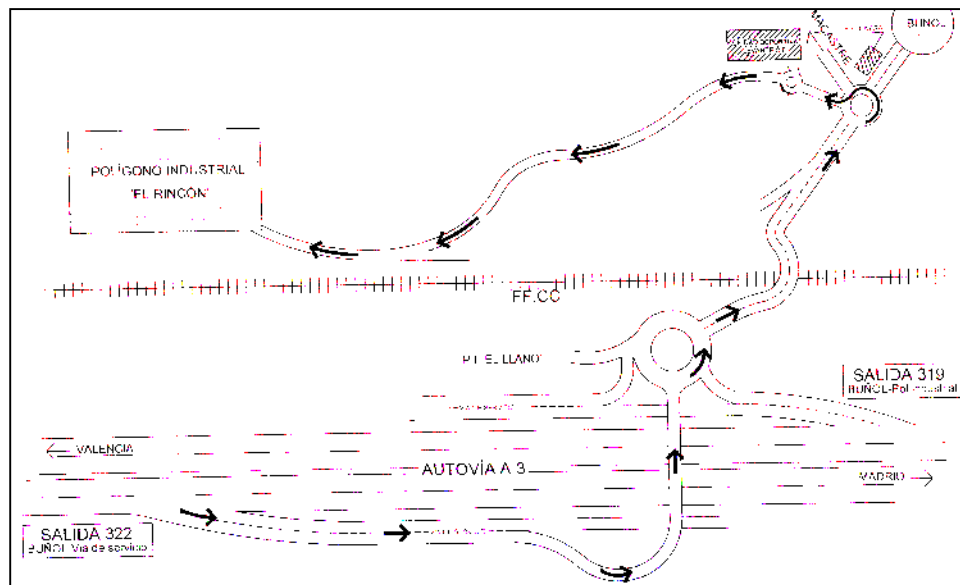 BUÑOL
MACASTRE
POLÍGONO INDUSTRIAL
"EL RINCÓN"
FF.CC
P.I. EL LLANO
SALIDA 319
BUÑOL-Pol.industrial
VALENCIA
AUTOVÍA A 3
MADRID
SALIDA 322
BUÑOL-Vía de servicio